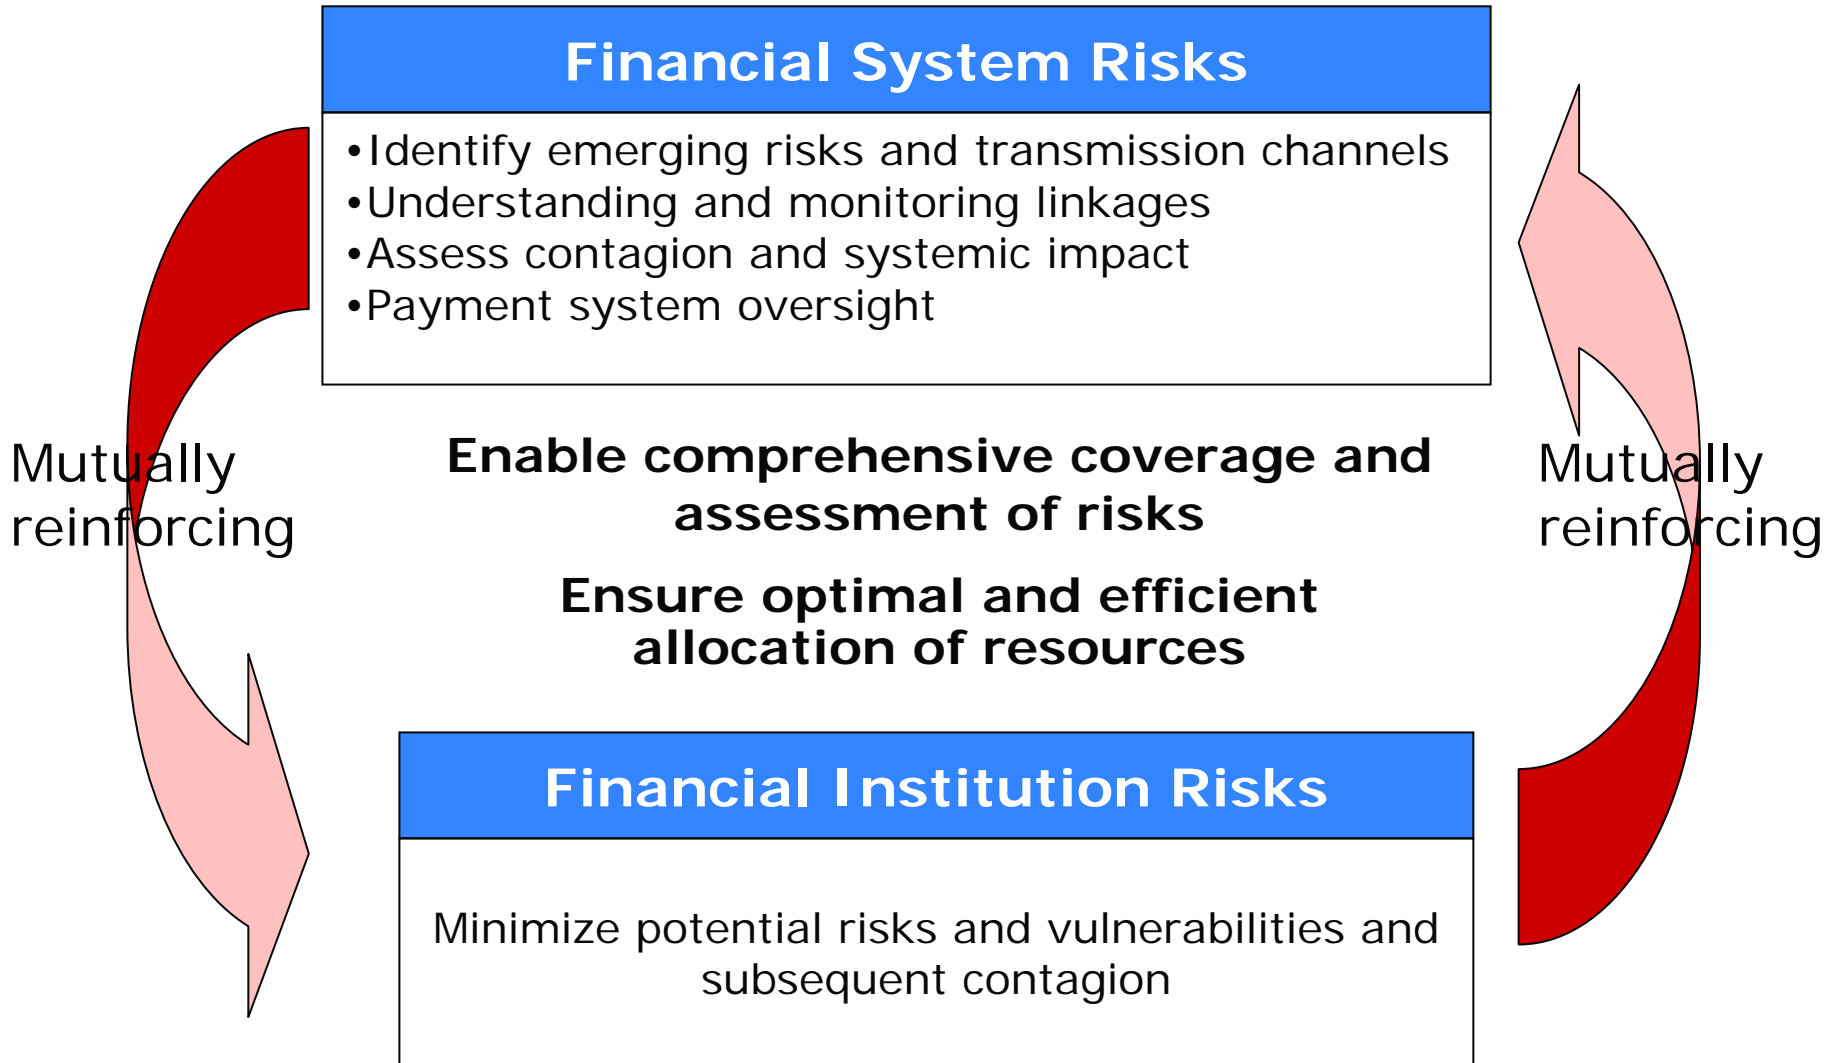 Financial System Risks
•Identify emerging risks and transmission channels
•Understanding and monitoring linkages
•Assess contagion and systemic impact
•Payment system oversight
Mutually
reinforcing
Enable comprehensive coverage and
assessment of risks
Ensure optimal and efficient
allocation of resources
Mutually
reinforcing
Financial Institution Risks
Minimize potential risks and vulnerabilities and
subsequent contagion